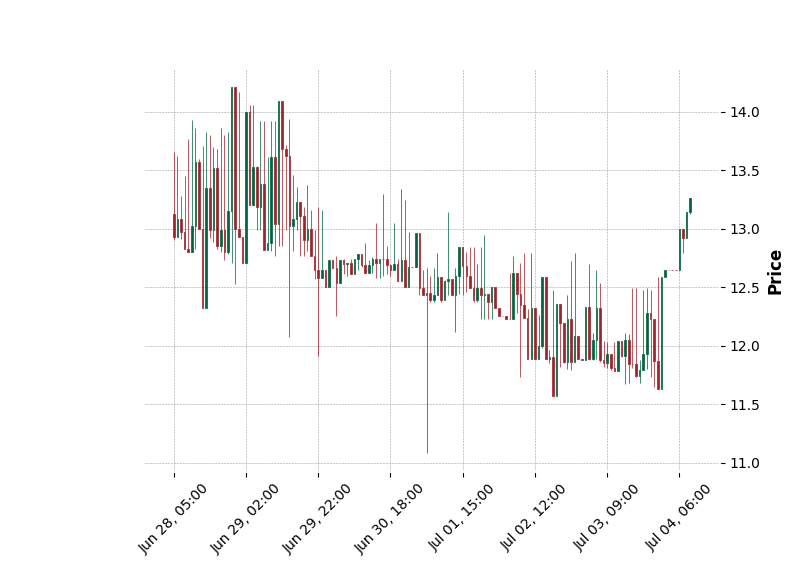 14.0
13.5
13.0
12.5
12.0
11.5
11.0
Price
Jun 28, 05:00
Jun 29, 02:00
Jun 29, 22:00
Jun 30, 18:00
Jul 01, 15:00
Jul 02, 12:00
Jul 03, 09:00
Jul 04, 06:00